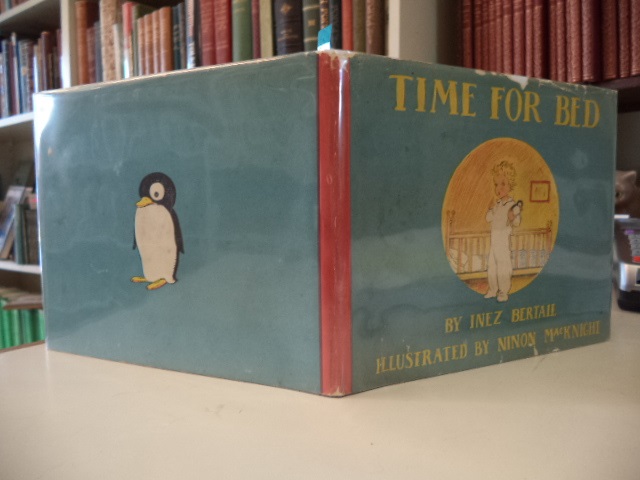 TIME FOR BED
BY INEZ BERTAIL
ILLUSTRATED BY NINON MACKNIGHT